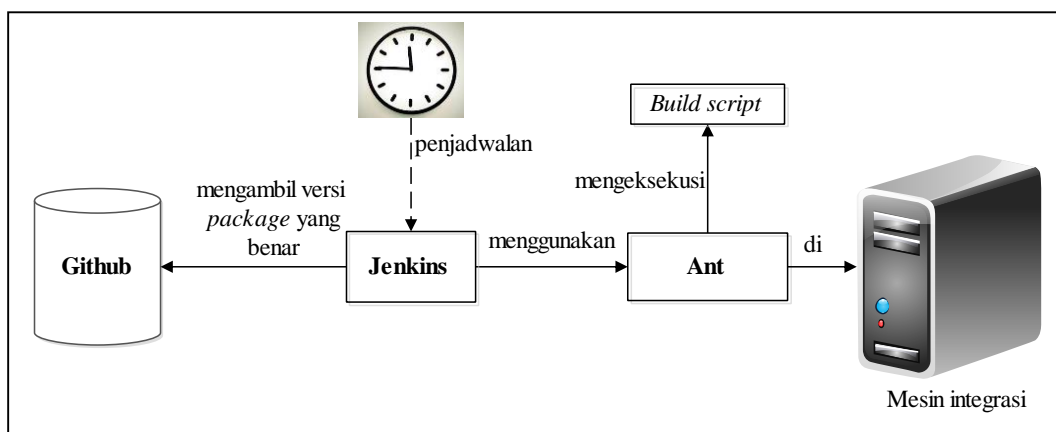 Build script
penjadwalan
mengeksekusi
mengambil versi
package yang
benar
Github
Jenkins
menggunakan
Ant
di
Mesin integrasi